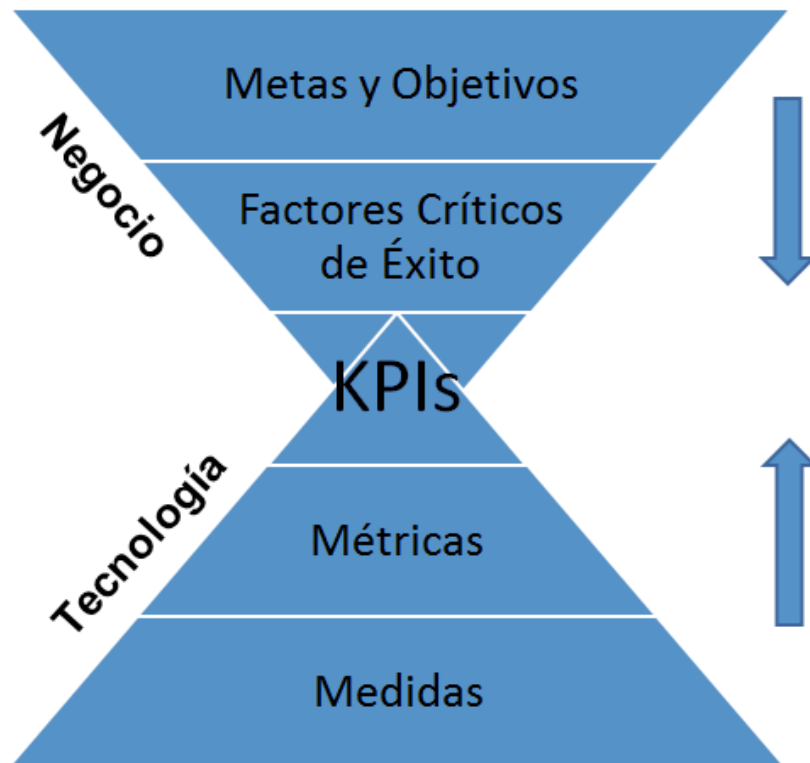 Metas y Objetivos
Negocio
Factores Críticos
de Éxito
KPIs
Tecnología
Métricas
Medidas